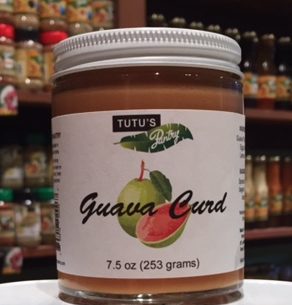 TUTU'S
Pantry
Guava Curd
7.5 oz (253 grams)